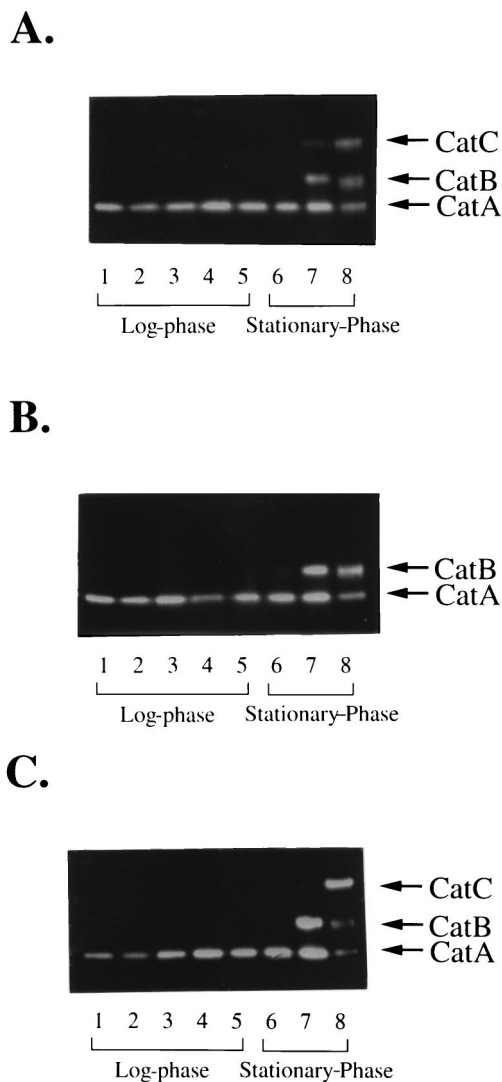 A.
CatC
CatB
CatA
1 2 3 4 5 6 7 8
Log-phase Stationary-Phase
B.
CatB
CatA
1 2 3 4 5 6 7 8
Log-phase Stationary-Phase
C.
CatC
CatB
CatA
1 2 3 4 5 6 7 8
Log-phase Stationary-Phase